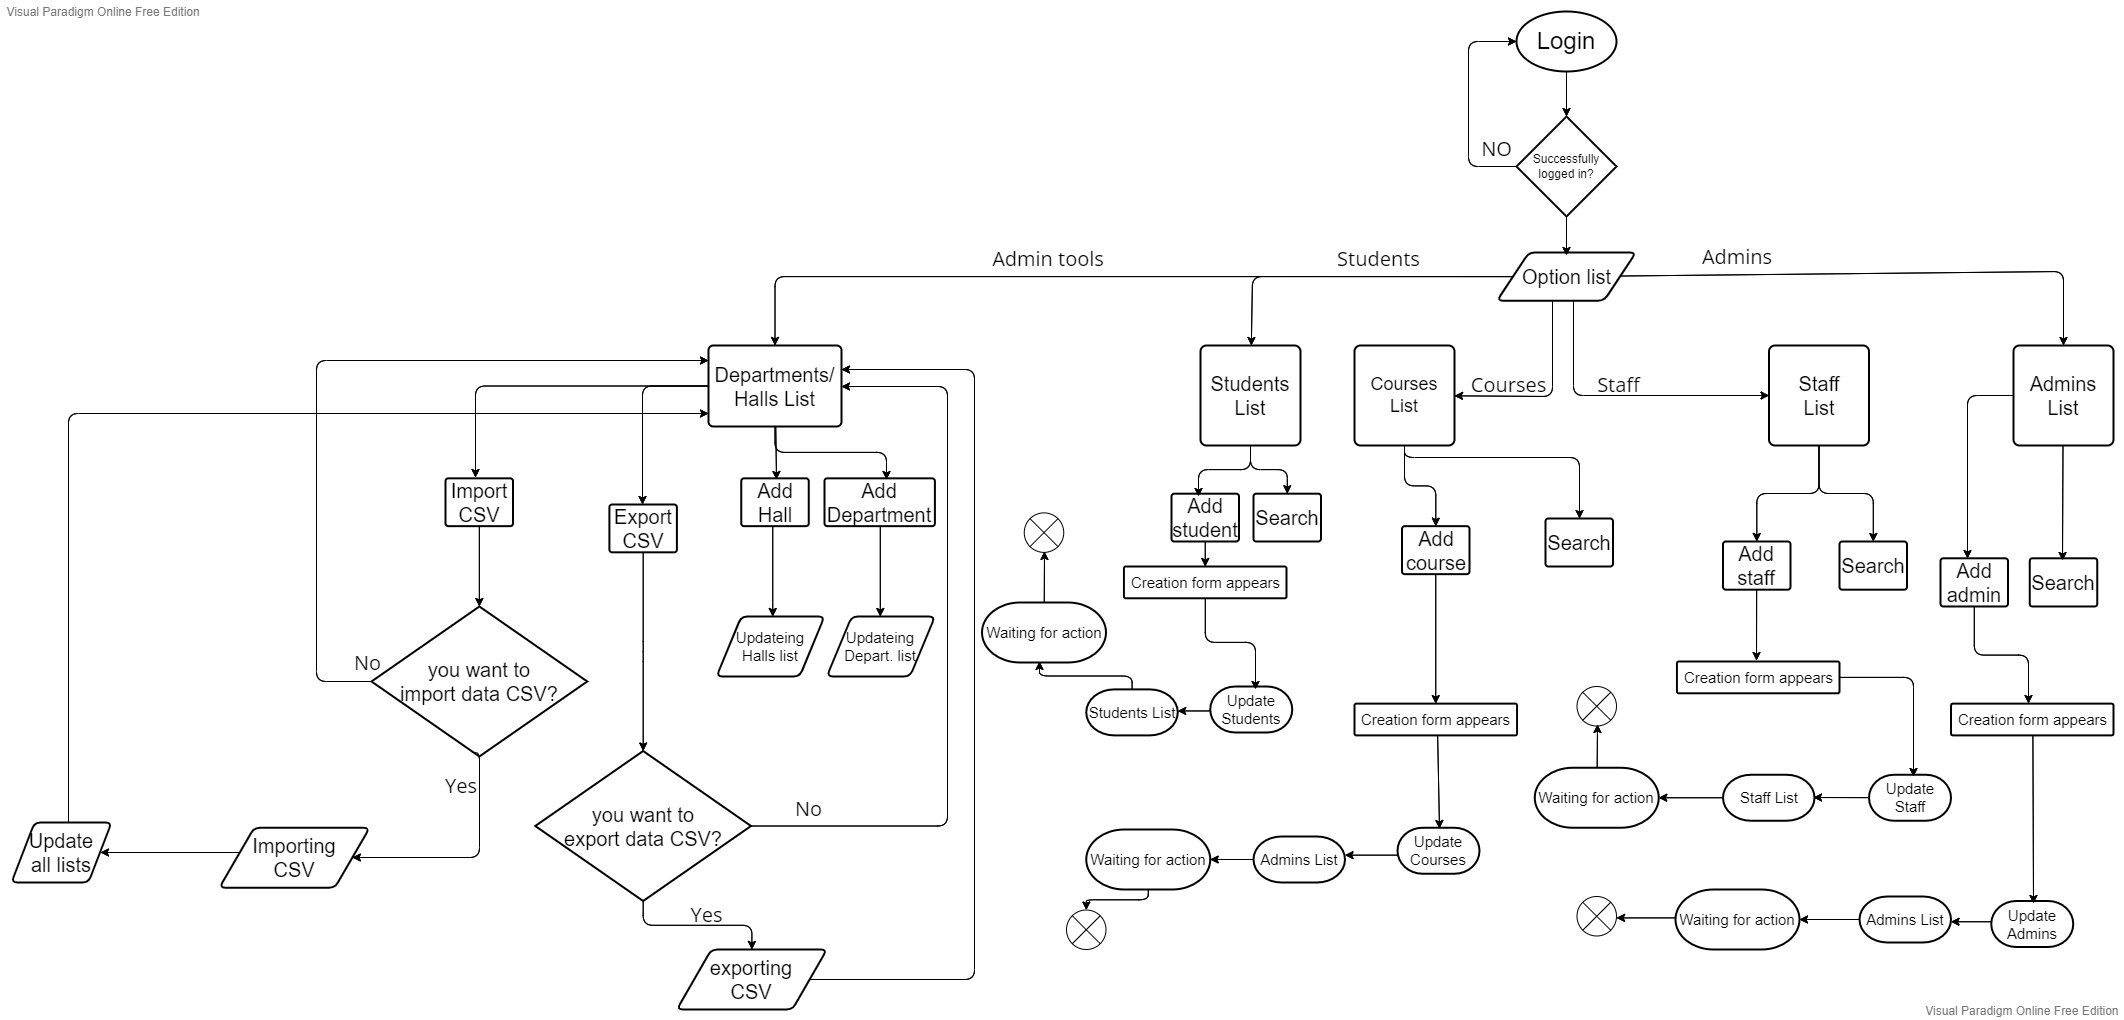 Visual Paradigm Online Free Edition
Login
NO
Successfully
logged in?
Admin tools
Students
Option list
Admins
Departments/
Halls List
Students
List
Courses
List
Courses
Staff
Staff
List
Admins
List
Import
CSV
Export
CSV
Add
Hall
Add
Department
Add
student
Search
Add
course
Search
Add
staff
Search
Add
admin
Search
Creation form appears
Updateing
Halls list
Updateing
Depart. list
Waiting for action
No
you want to
import data CSV?
Students List
Update
Students
Creation form appears
Creation form appears
Creation form appears
Yes
you want to
export data CSV?
No
Waiting for action
Staff List
Update
Staff
Update
all lists
Importing
CSV
Waiting for action
Admins List
Update
Courses
Yes
Waiting for action
Admins List
Update
Admins
exporting
CSV
Visual Paradigm Online Free Edition